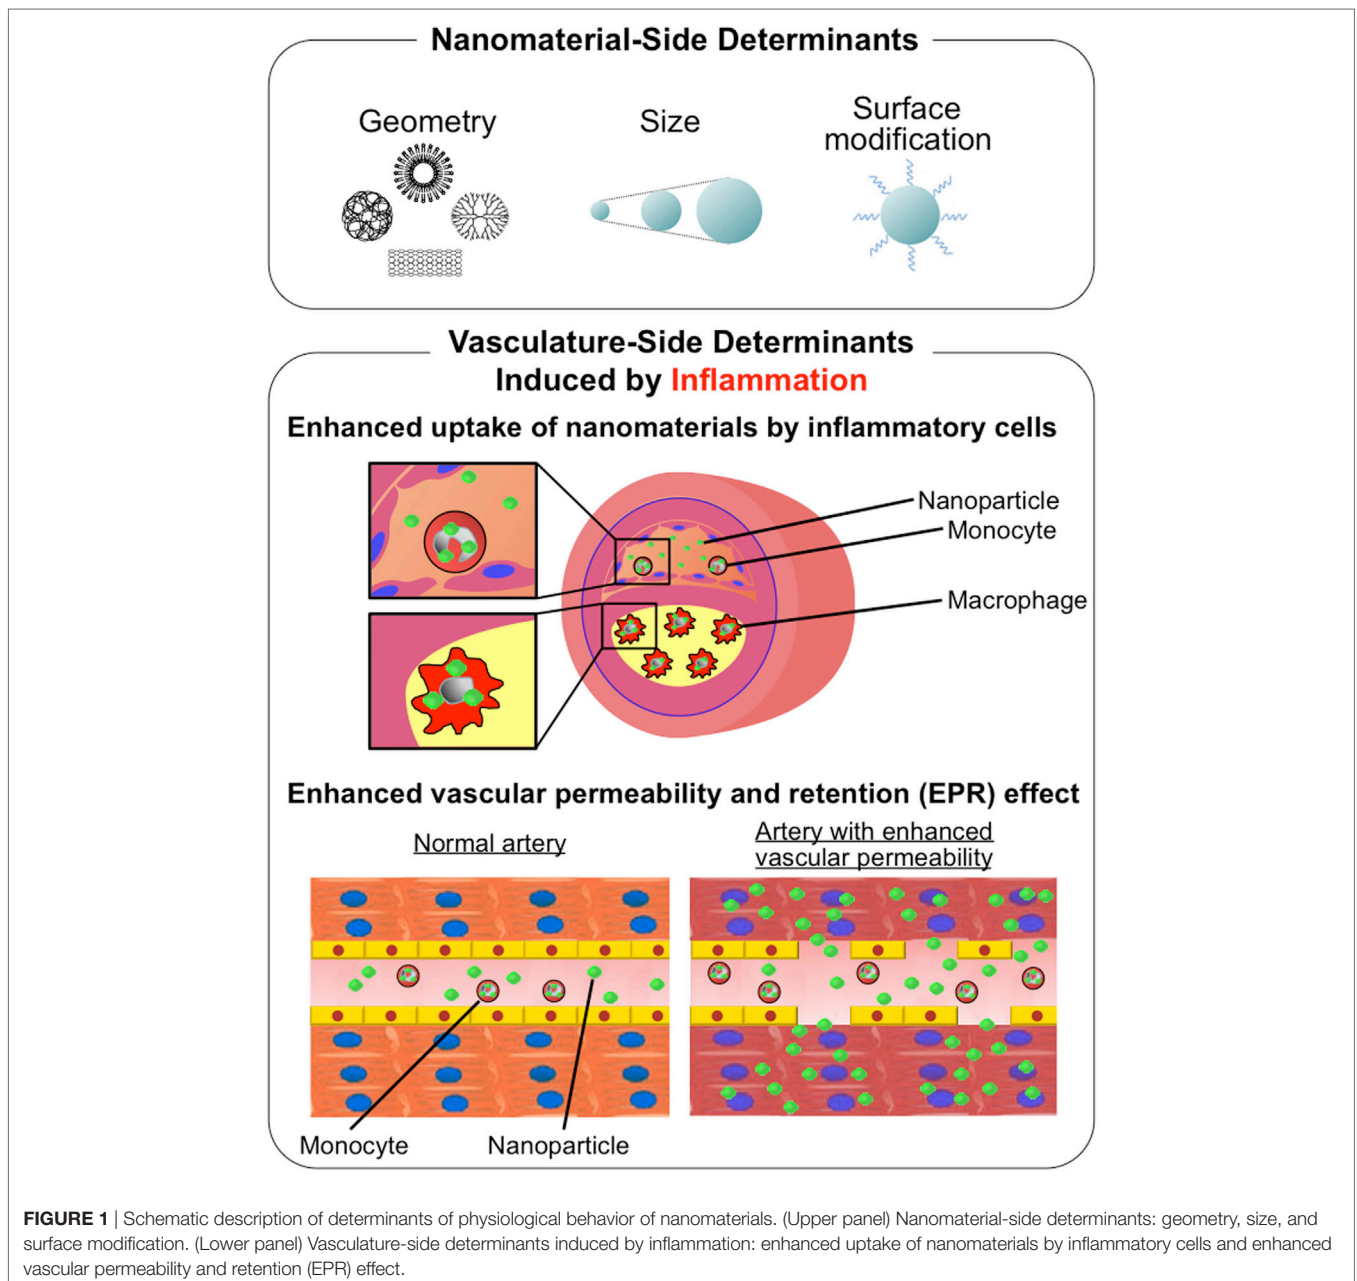 Nanomaterial-Side Determinants
Geometry
Size
Surface
modification
Vasculature-Side Determinants
Induced by Inflammation
Enhanced uptake of nanomaterials by inflammatory cells
Nanoparticle
Monocyte
Macrophage
Enhanced vascular permeability and retention (EPR) effect
Normal artery
Artery with enhanced
vascular permeability
Monocyte
Nanoparticle
FIGURE 1 | Schematic description of determinants of physiological behavior of nanomaterials. (Upper panel) Nanomaterial-side determinants: geometry, size, and
surface modification. (Lower panel) Vasculature-side determinants induced by inflammation: enhanced uptake of nanomaterials by inflammatory cells and enhanced
vascular permeability and retention (EPR) effect.